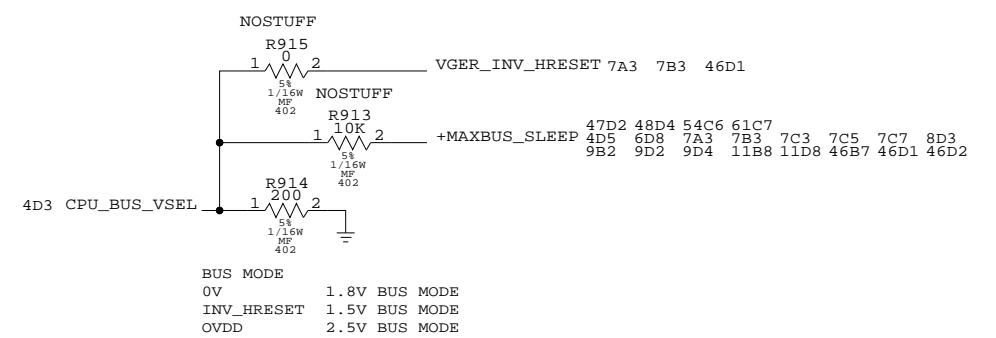 NOSTUFF
R915
0
1 2
5%
1/16W
MF
402
VGER_INV_HRESET 7A3 7B3 46D1
NOSTUFF
R913
10K
1 2
5%
1/16W
MF
402
47D2 48D4 54C6 61C7
+MAXBUS_SLEEP 4D5 6D8 7A3 7B3 7C3 7C5 7C7 8D3
9B2 9D2 9D4 11B8 11D8 46B7 46D1 46D2
R914
200
4D3 CPU_BUS_VSEL 1 2
5%
1/16W
MF
402
BUS MODE
0V 1.8V BUS MODE
INV_HRESET 1.5V BUS MODE
OVDD 2.5V BUS MODE